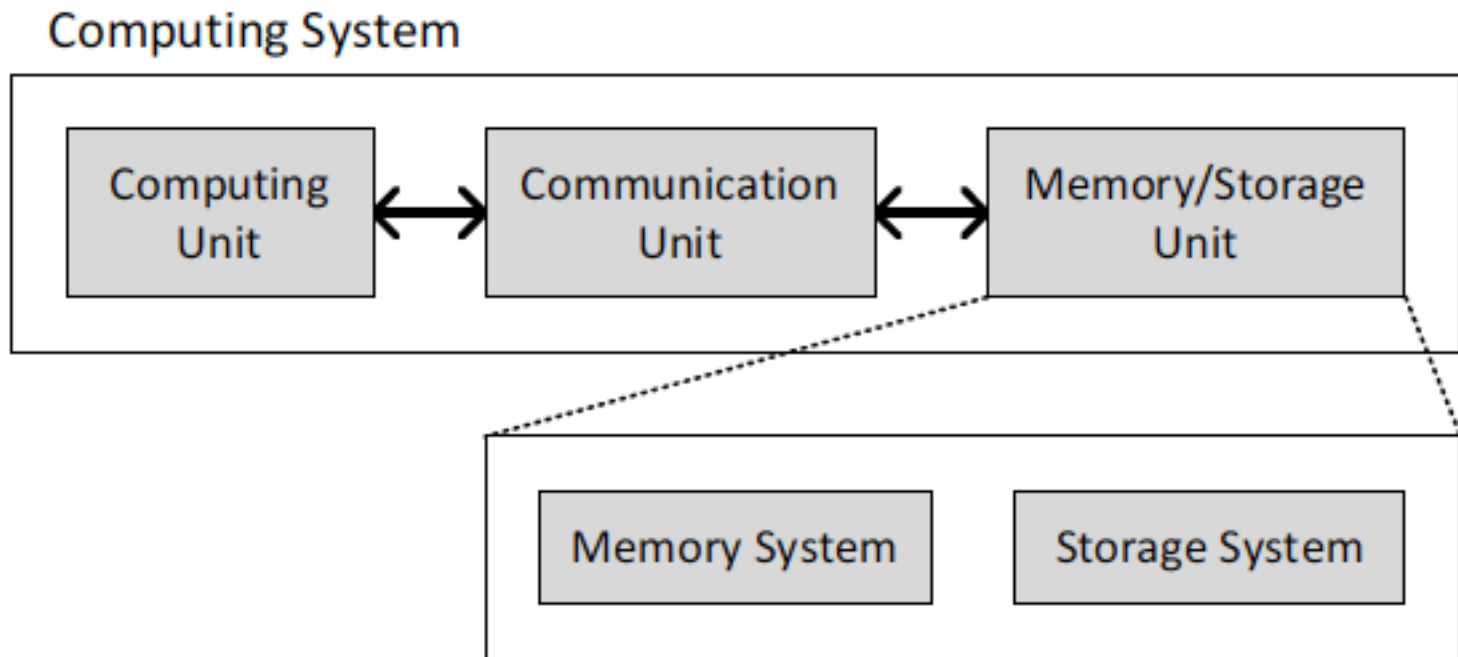 Computing System
Computing
Unit
Communication
Unit
Memory/Storage
Unit
Memory System
Storage System